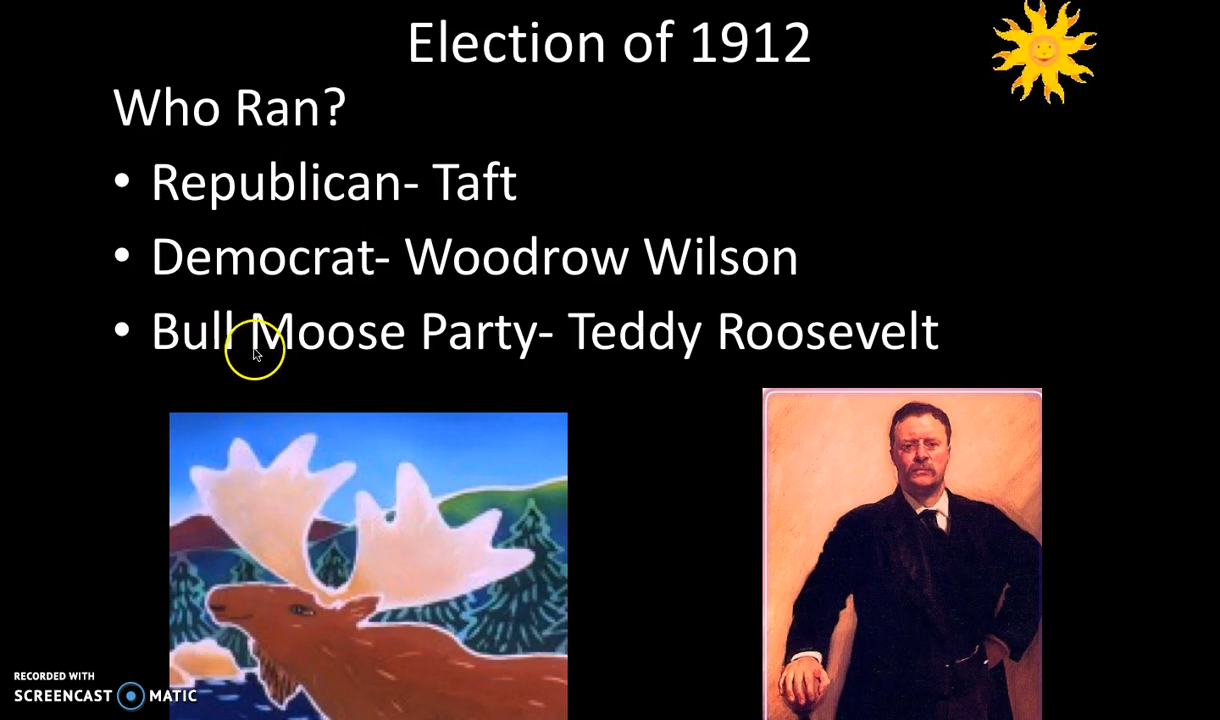 Election of 1912
Who Ran?
• Republican- Taft
• Democrat- Woodrow Wilson
• Bull Moose Party- Teddy Roosevelt
RECORDED WITH
SCREENCAST MATIC